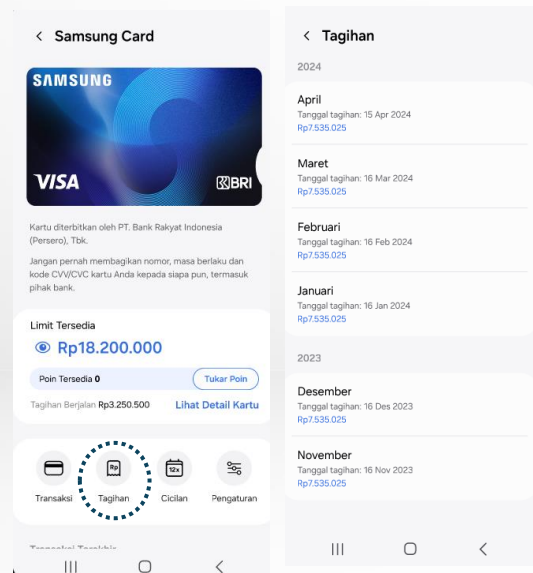 < Samsung Card
SAMSUNG
VISA
BRI
Kartu diterbitkan oleh PT. Bank Rakyat Indonesia
(Persero), Tbk.
Jangan pernah membagikan nomor, masa berlaku dan
kode CVV/CVC kartu Anda kepada siapa pun, termasuk
pihak bank.
Limit Tersedia
Rp18.200.000
Poin Tersedia 0
Tukar Poin
Tagihan Berjalan Rp3.250.500
Lihat Detail Kartu
Rp
12x
Transaksi
Tagihan
Cicilan
Pengaturan
Transaksi Terakhir
< Tagihan
2024
April
Tanggal tagihan: 15 Apr 2024
Rp7.535.025
Maret
Tanggal tagihan: 16 Mar 2024
Rp7.535.025
Februari
Tanggal tagihan: 16 Feb 2024
Rp7.535.025
Januari
Tanggal tagihan: 16 Jan 2024
Rp7.535.025
2023
Desember
Tanggal tagihan: 16 Des 2023
Rp7.535.025
November
Tanggal tagihan: 16 Nov 2023
Rp7.535.025